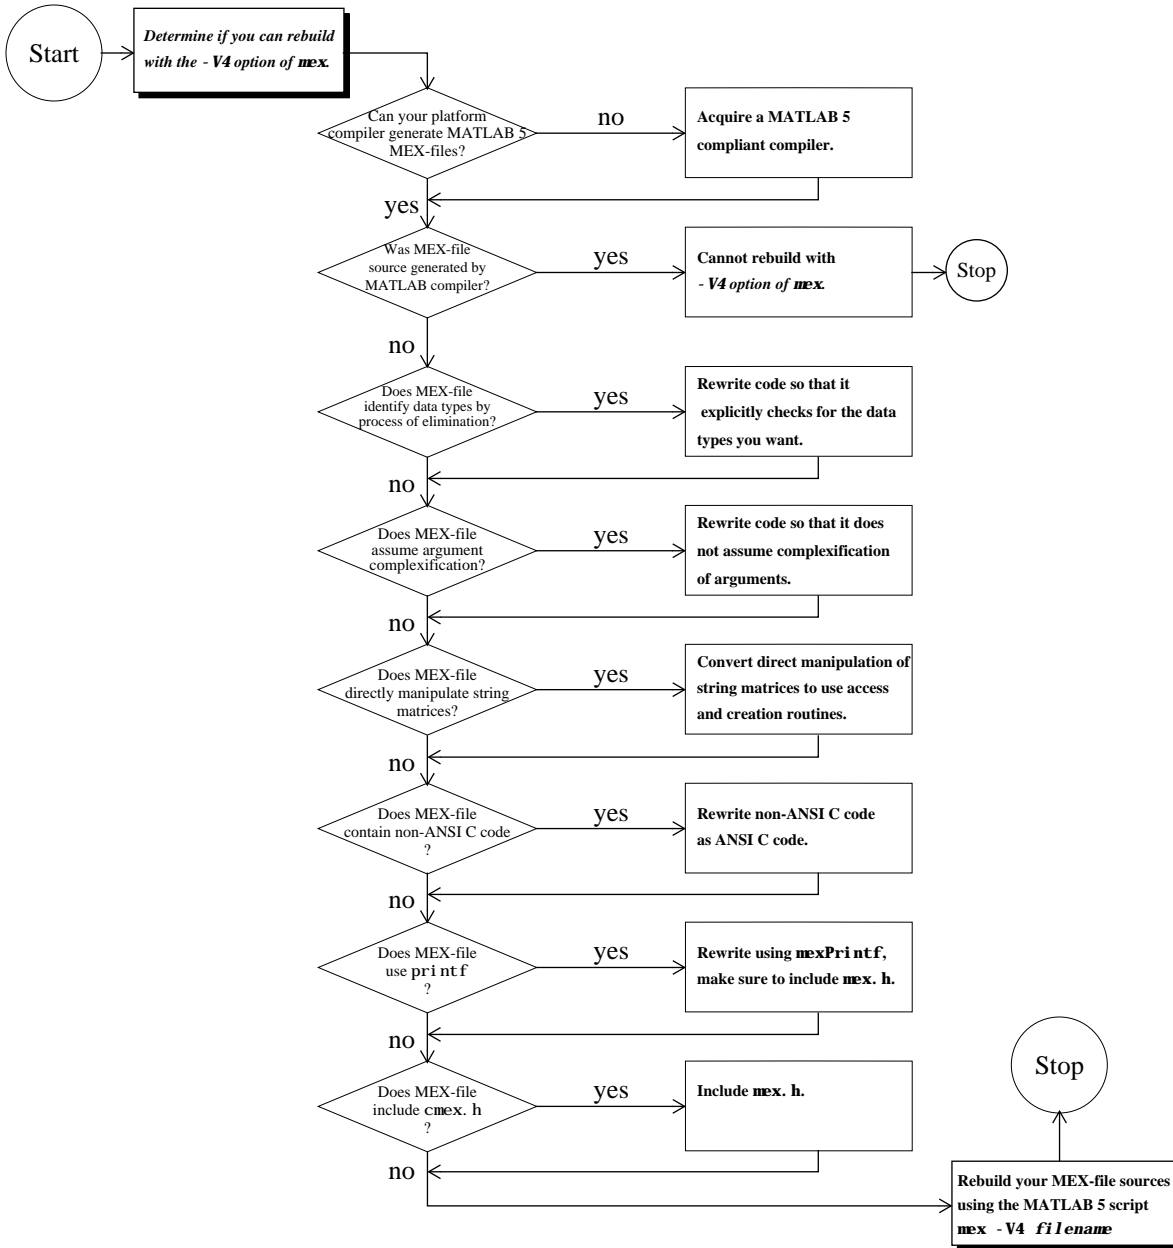 Start
Determine if you can rebuild
with the -V4 option of mex.
Can your platform
compiler generate MATLAB 5
MEX-files?
no
Acquire a MATLAB 5
compliant compiler.
yes
Was MEX-file
source generated by
MATLAB compiler?
yes
Cannot rebuild with
-V4 option of mex.
Stop
no
Does MEX-file
identify data types by
process of elimination?
yes
Rewrite code so that it
explicitly checks for the data
types you want.
no
Does MEX-file
assume argument
complexification?
yes
Rewrite code so that it does
not assume complexification
of arguments.
no
Does MEX-file
directly manipulate string
matrices?
yes
Convert direct manipulation of
string matrices to use access
and creation routines.
no
Does MEX-file
contain non-ANSI C code
?
yes
Rewrite non-ANSI C code
as ANSI C code.
no
Does MEX-file
use printf
?
yes
Rewrite using mexPrintf,
make sure to include mex.h.
no
Does MEX-file
include cmex.h
?
yes
Include mex.h.
no
Stop
Rebuild your MEX-file sources
using the MATLAB 5 script
mex -V4 filename